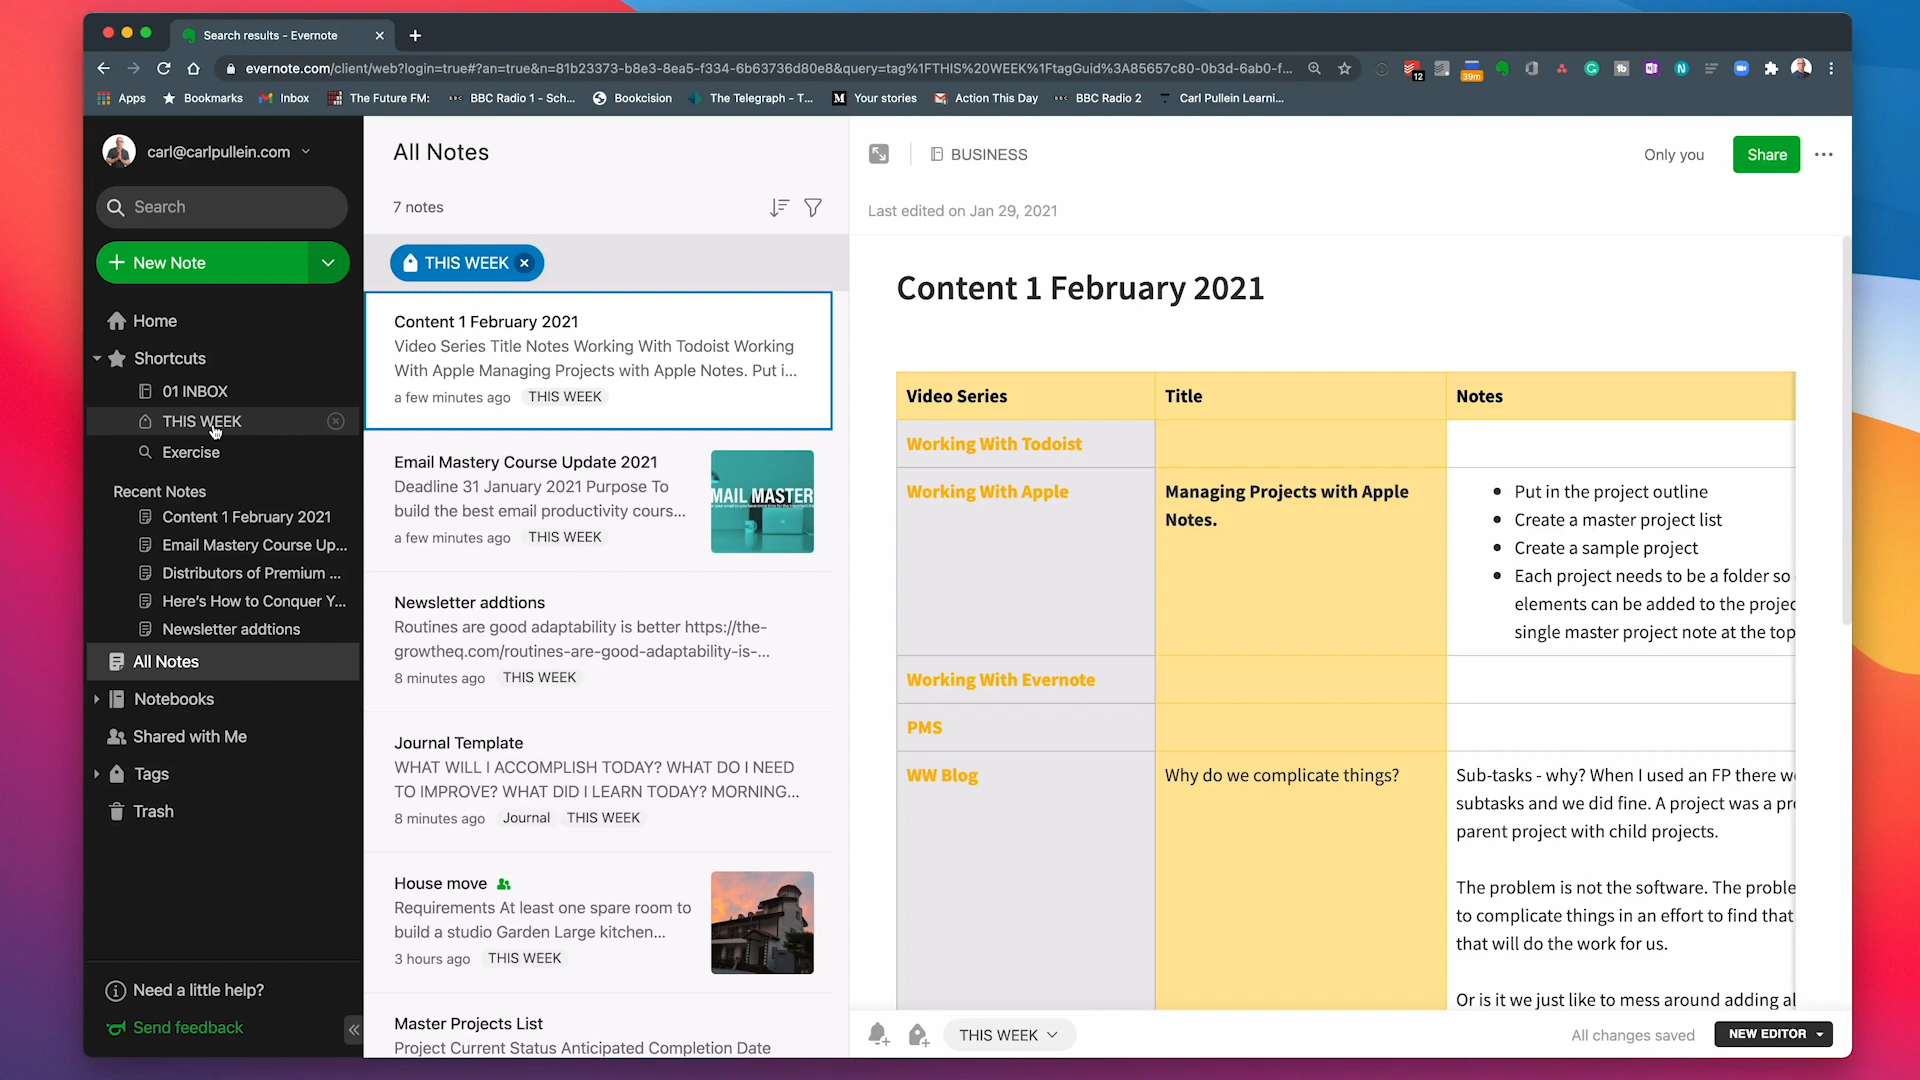 Search results - Evernote
evernote.com/client/web?login=true#?an=true&n=81b23373-b8e3-8ea5-f334-6b63736d80e8&query=tag%1FTHIS%20WEEK%1FtagGuid%3A85657c80-0b3d-6ab0-f...
12
39m
Apps
Bookmarks
Inbox
The Future FM:
BBC Radio 1 - Sch...
Bookcision
The Telegraph - T...
Your stories
Action This Day
BBC Radio 2
Carl Pullein Learni...
carl@carlpullein.com
Search
New Note
Home
Shortcuts
01 INBOX
THIS WEEK
Exercise
Recent Notes
Content 1 February 2021
Email Mastery Course Up...
Distributors of Premium ...
Here's How to Conquer Y...
Newsletter addtions
All Notes
Notebooks
Shared with Me
Tags
Trash
Need a little help?
Send feedback
All Notes
7 notes
THIS WEEK
Content 1 February 2021
Video Series Title Notes Working With Todoist Working
With Apple Managing Projects with Apple Notes. Put i...
a few minutes ago THIS WEEK
Email Mastery Course Update 2021
Deadline 31 January 2021 Purpose To
build the best email productivity cours...
a few minutes ago THIS WEEK
MAIL MASTER
Newsletter addtions
Routines are good adaptability is better https://the-
growtheq.com/routines-are-good-adaptability-is-...
8 minutes ago THIS WEEK
Journal Template
WHAT WILL I ACCOMPLISH TODAY? WHAT DO I NEED
TO IMPROVE? WHAT DID I LEARN TODAY? MORNING...
8 minutes ago Journal THIS WEEK
House move
Requirements At least one spare room to
build a studio Garden Large kitchen...
3 hours ago THIS WEEK
Master Projects List
Project Current Status Anticipated Completion Date
BUSINESS
Only you
Share
Last edited on Jan 29, 2021
Content 1 February 2021
Video Series Title Notes
Working With Todoist
Working With Apple
Managing Projects with Apple
Notes.
Put in the project outline
Create a master project list
Create a sample project
Each project needs to be a folder so
elements can be added to the projec
single master project note at the top
Working With Evernote
PMS
WW Blog
Why do we complicate things?
Sub-tasks - why? When I used an FP there w
subtasks and we did fine. A project was a pr
parent project with child projects.
The problem is not the software. The proble
to complicate things in an effort to find that
that will do the work for us.
Or is it we just like to mess around adding al
THIS WEEK
All changes saved
NEW EDITOR